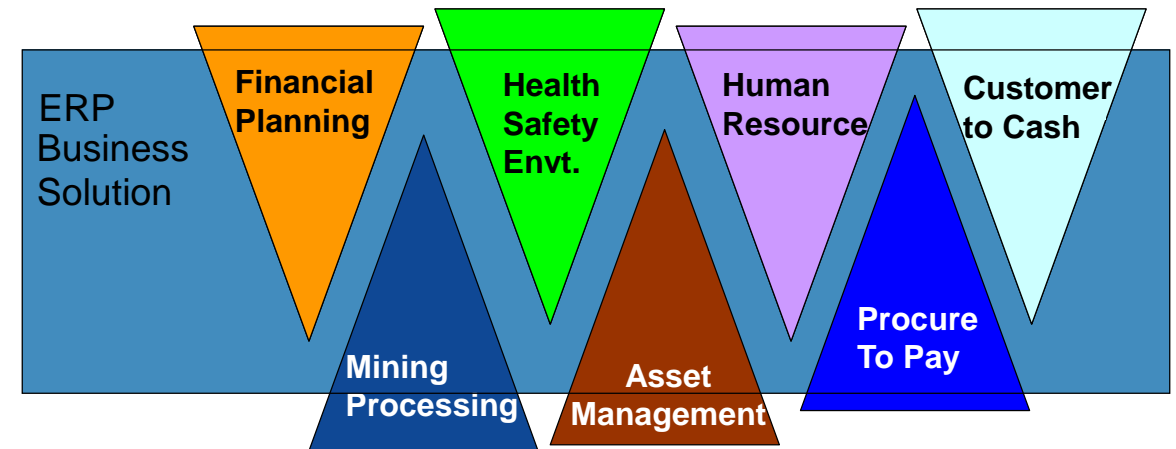 ERP
Business
Solution
Financial
Planning
Health
Safety
Envt.
Human
Resource
Customer
to Cash
Mining
Processing
Asset
Management
Procure
To Pay